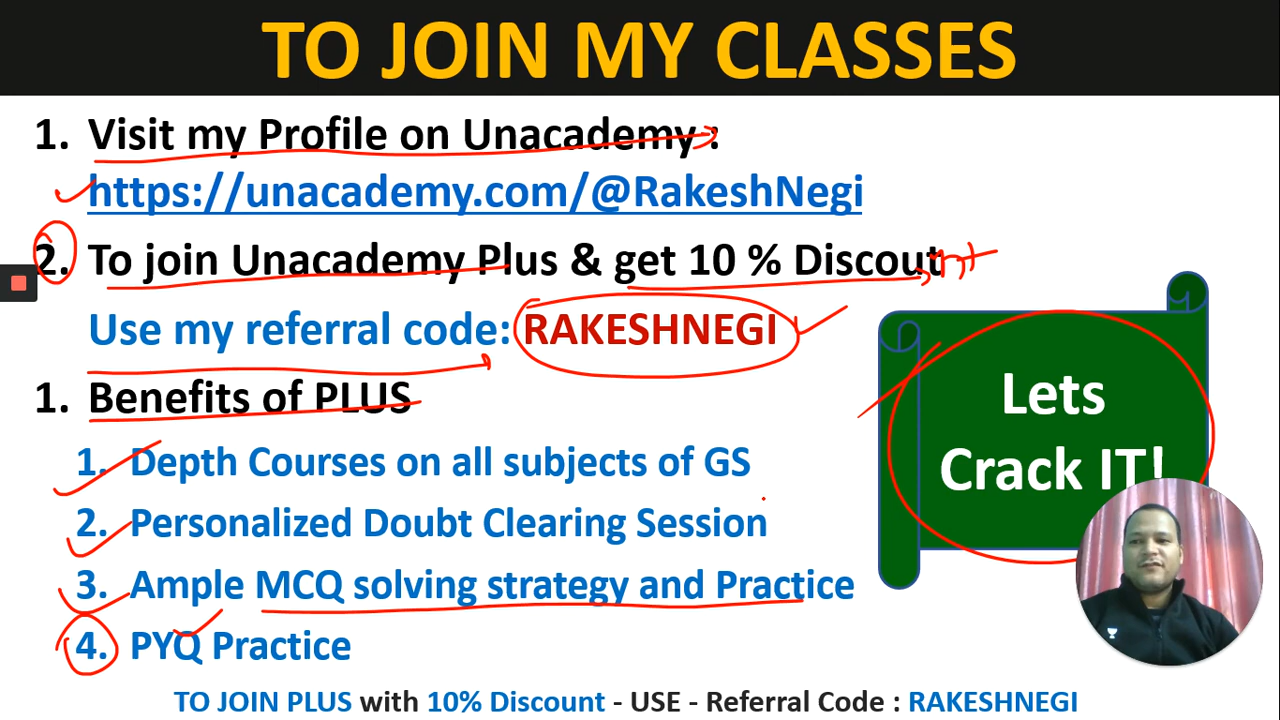 TO JOIN MY CLASSES
1. Visit my Profile on Unacademy :
https://unacademy.com/@RakeshNegi
2. To join Unacademy Plus & get 10 % Discout nt
Use my referral code: RAKESHNEGI
1. Benefits of PLUS
1. Depth Courses on all subjects of GS
2. Personalized Doubt Clearing Session
3. Ample MCQ solving strategy and Practice
4. PYQ Practice
Lets
Crack IT!
TO JOIN PLUS with 10% Discount - USE - Referral Code : RAKESHNEGI